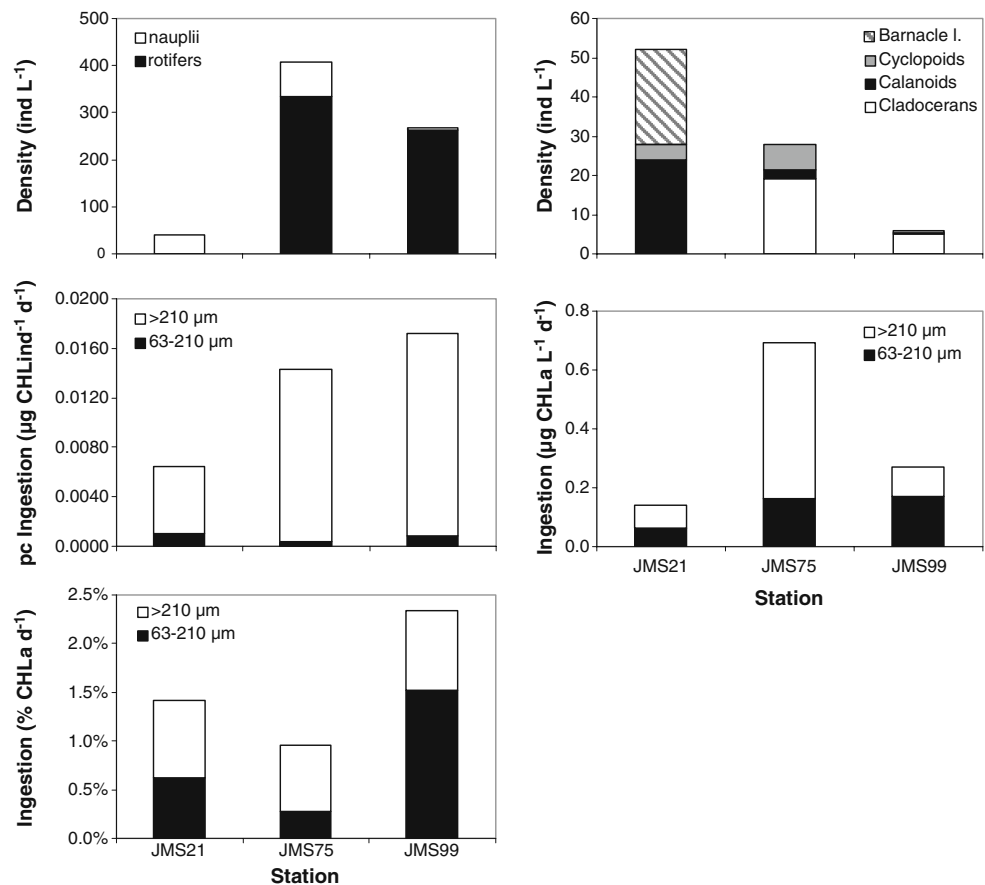 500
400
300
200
100
0
Density (ind L⁻¹)
nauplii
rotifers
60
50
40
30
20
10
0
Density (ind L⁻¹)
Barnacle l.
Cyclopoids
Calanoids
Cladocerans
0.0200
0.0160
0.0120
0.0080
0.0040
0.0000
pc Ingestion (µg CHLind⁻¹ d⁻¹)
>210 µm
63-210 µm
0.8
0.6
0.4
0.2
0.0
Ingestion (µg CHLa L⁻¹ d⁻¹)
>210 µm
63-210 µm
JMS21 JMS75 JMS99
Station
2.5%
2.0%
1.5%
1.0%
0.5%
0.0%
Ingestion (% CHLa d⁻¹)
>210 µm
63-210 µm
JMS21 JMS75 JMS99
Station